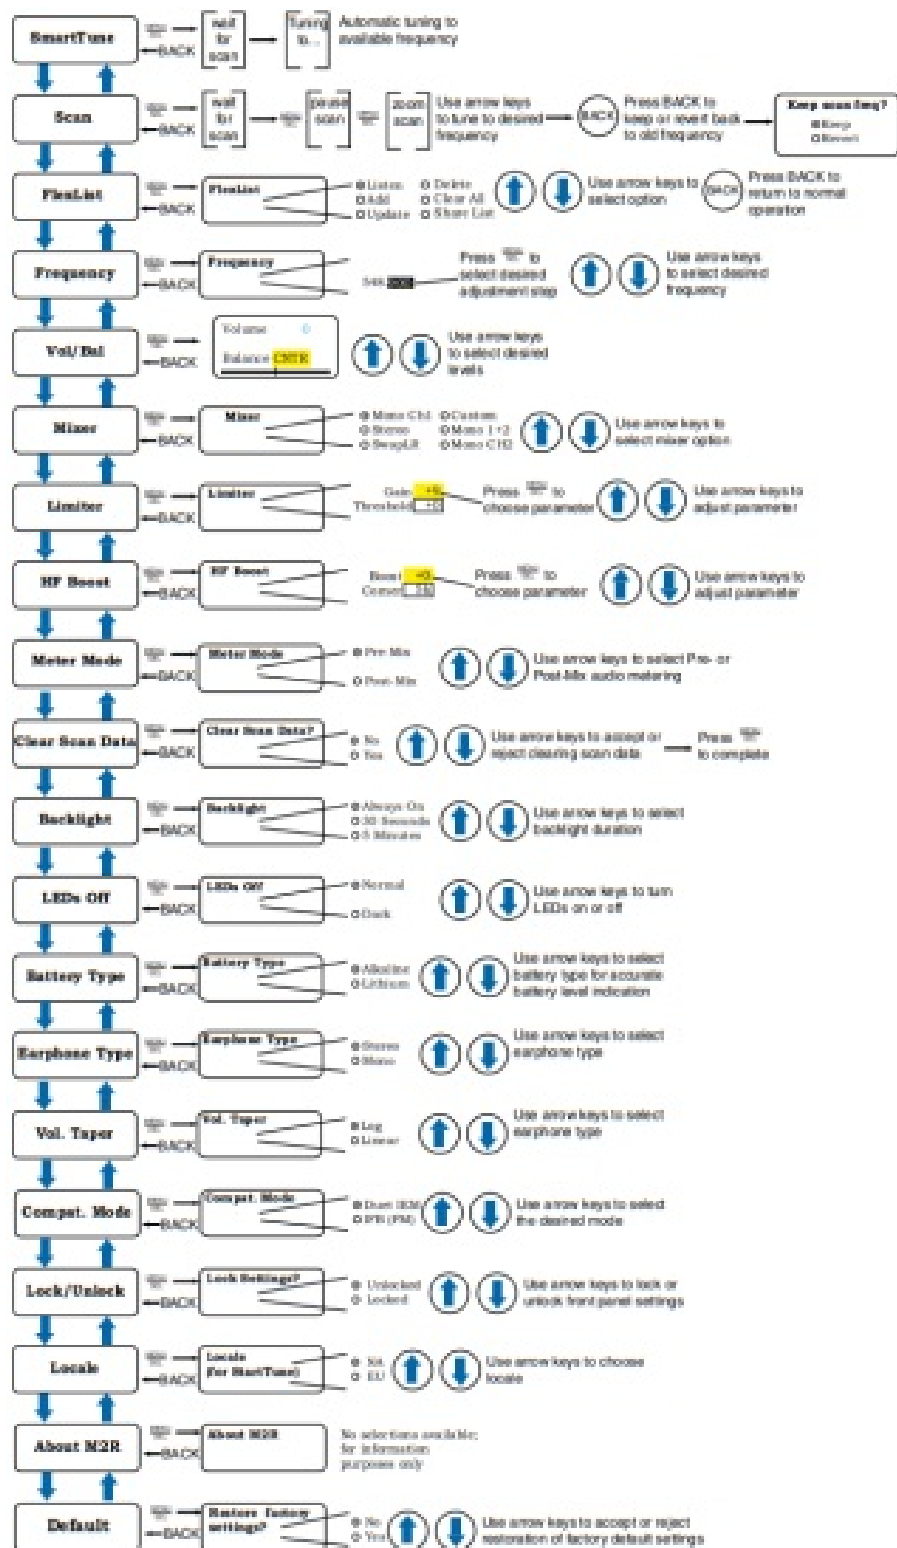 SmartTune
BACK
wait for scan
Tuning to...
Automatic tuning to available frequency
Scan
BACK
wait for scan
pause scan
zoom scan
Use arrow keys to tune to desired frequency
BACK
Press BACK to keep or revert back to old frequency
Keep scan freq?
Keep
Revert
FlexList
BACK
FlexList
Listen
Add
Update
Delete
Clear All
Share List
Use arrow keys to select option
BACK
Press BACK to return to normal operation
Frequency
BACK
Frequency
Press to select desired adjustment step
Use arrow keys to select desired frequency
Vol/Bal
BACK
Volume 0
Balance CNTR
Use arrow keys to select desired levels
Mixer
BACK
Mixer
Mono Ch1
Stereo
SwapLR
Custom
Mono 1+2
Mono CH2
Use arrow keys to select mixer option
Limiter
BACK
Limiter
Gain
Threshold
Press to choose parameter
Use arrow keys to adjust parameter
HF Boost
BACK
HF Boost
Boost
Corner
Press to choose parameter
Use arrow keys to adjust parameter
Meter Mode
BACK
Meter Mode
Pre-Mix
Post-Mix
Use arrow keys to select Pre- or Post-Mix audio metering
Clear Scan Data
BACK
Clear Scan Data?
No
Yes
Use arrow keys to accept or reject clearing scan data
Press to complete
Backlight
BACK
Backlight
Always On
30 Seconds
5 Minutes
Use arrow keys to select backlight duration
LEDs Off
BACK
LEDs Off
Normal
Dark
Use arrow keys to turn LEDs on or off
Battery Type
BACK
Battery Type
Alkaline
Lithium
Use arrow keys to select battery type for accurate battery level indication
Earphone Type
BACK
Earphone Type
Stereo
Mono
Use arrow keys to select earphone type
Vol. Taper
BACK
Vol. Taper
Log
Linear
Use arrow keys to select earphone type
Compat. Mode
BACK
Compat. Mode
Duet IEM
IFB (FM)
Use arrow keys to select the desired mode
Lock/Unlock
BACK
Lock Settings?
Unlocked
Locked
Use arrow keys to lock or unlock front panel settings
Locale
BACK
Locale
(for StartTune)
NA
EU
Use arrow keys to choose locale
About M2R
BACK
About M2R
No selections available; for information purposes only
Default
BACK
Restore factory settings?
No
Yes
Use arrow keys to accept or reject restoration of factory default settings